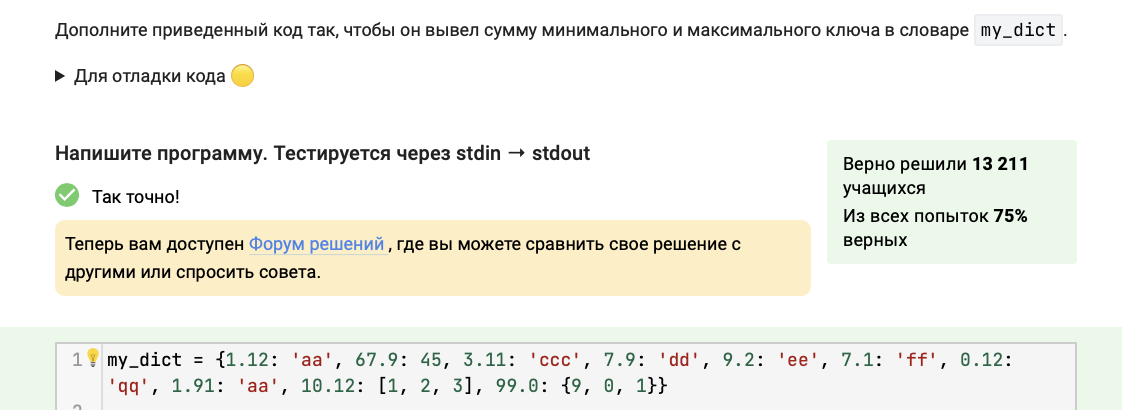 Дополните приведенный код так, чтобы он вывел сумму минимального и максимального ключа в словаре my_dict.
Для отладки кода
Напишите программу. Тестируется через stdin → stdout
Так точно!
Теперь вам доступен Форум решений, где вы можете сравнить свое решение с
другими или спросить совета.
Верно решили 13 211
учащихся
Из всех попыток 75%
верных
1 my_dict = {1.12: 'aa', 67.9: 45, 3.11: 'ccc', 7.9: 'dd', 9.2: 'ee', 7.1: 'ff', 0.12:
'qq', 1.91: 'aa', 10.12: [1, 2, 3], 99.0: {9, 0, 1}}